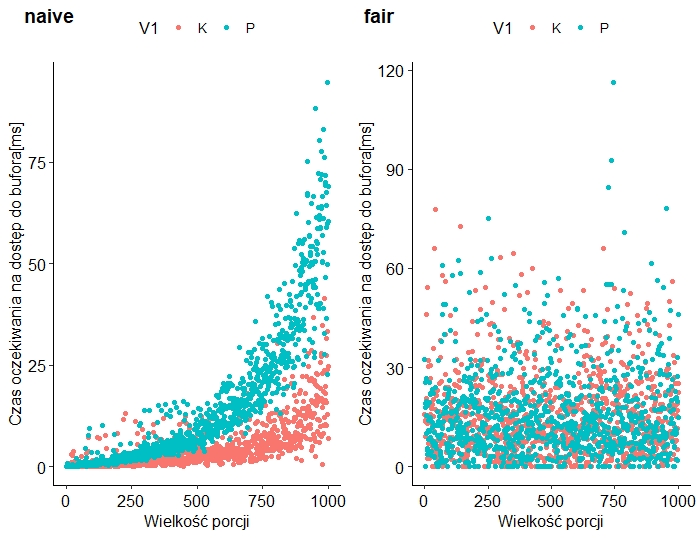 naive
V1 K P
Czas oczekiwania na dostęp do bufora[ms]
75
50
25
0
0 250 500 750 1000
Wielkość porcji
fair
V1 K P
Czas oczekiwania na dostęp do bufora[ms]
120
90
60
30
0
0 250 500 750 1000
Wielkość porcji